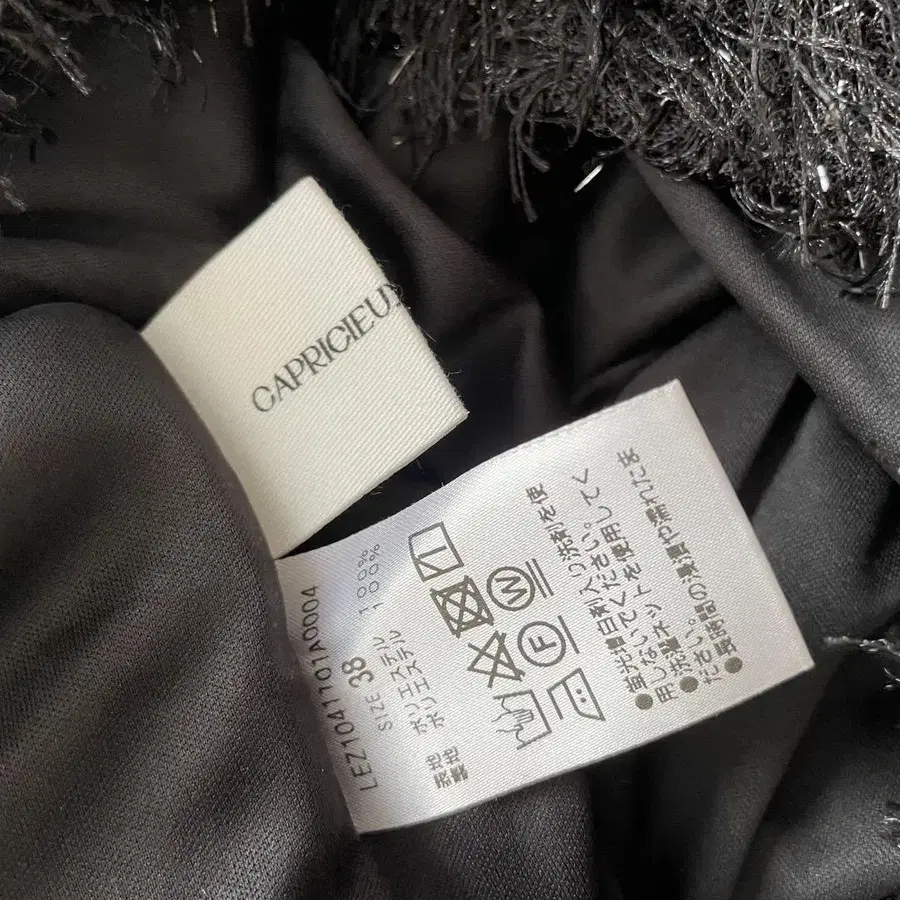 CAPRICIEU
LEZ1041101A0004
SIZE 38
表地 ポリエステル 100%
裏地 ポリエステル 100%
W
F
●蛍光増白剤入り洗剤を使
用しないでください。
●洗濯ネットを使用してく
ださい。
●長時間の浸漬や濡れたま